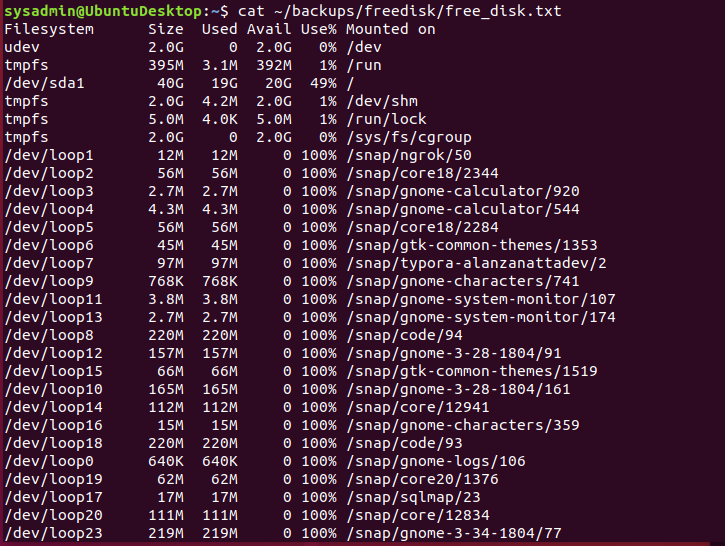 sysadmin@UbuntuDesktop:~$ cat ~/backups/freedisk/free_disk.txt
Filesystem      Size  Used Avail Use% Mounted on
udev            2.0G     0  2.0G   0% /dev
tmpfs           395M  3.1M  392M   1% /run
/dev/sda1        40G   19G   20G  49% /
tmpfs           2.0G  4.2M  2.0G   1% /dev/shm
tmpfs           5.0M  4.0K  5.0M   1% /run/lock
tmpfs           2.0G     0  2.0G   0% /sys/fs/cgroup
/dev/loop1       12M   12M     0 100% /snap/ngrok/50
/dev/loop2       56M   56M     0 100% /snap/core18/2344
/dev/loop3      2.7M  2.7M     0 100% /snap/gnome-calculator/920
/dev/loop4      4.3M  4.3M     0 100% /snap/gnome-calculator/544
/dev/loop5       56M   56M     0 100% /snap/core18/2284
/dev/loop6       45M   45M     0 100% /snap/gtk-common-themes/1353
/dev/loop7       97M   97M     0 100% /snap/typora-alanzanattadev/2
/dev/loop9      768K  768K     0 100% /snap/gnome-characters/741
/dev/loop11     3.8M  3.8M     0 100% /snap/gnome-system-monitor/107
/dev/loop13     2.7M  2.7M     0 100% /snap/gnome-system-monitor/174
/dev/loop8      220M  220M     0 100% /snap/code/94
/dev/loop12     157M  157M     0 100% /snap/gnome-3-28-1804/91
/dev/loop15      66M   66M     0 100% /snap/gtk-common-themes/1519
/dev/loop10     165M  165M     0 100% /snap/gnome-3-28-1804/161
/dev/loop14     112M  112M     0 100% /snap/core/12941
/dev/loop16      15M   15M     0 100% /snap/gnome-characters/359
/dev/loop18     220M  220M     0 100% /snap/code/93
/dev/loop0      640K  640K     0 100% /snap/gnome-logs/106
/dev/loop19      62M   62M     0 100% /snap/core20/1376
/dev/loop17      17M   17M     0 100% /snap/sqlmap/23
/dev/loop20     111M  111M     0 100% /snap/core/12834
/dev/loop23     219M  219M     0 100% /snap/gnome-3-34-1804/77